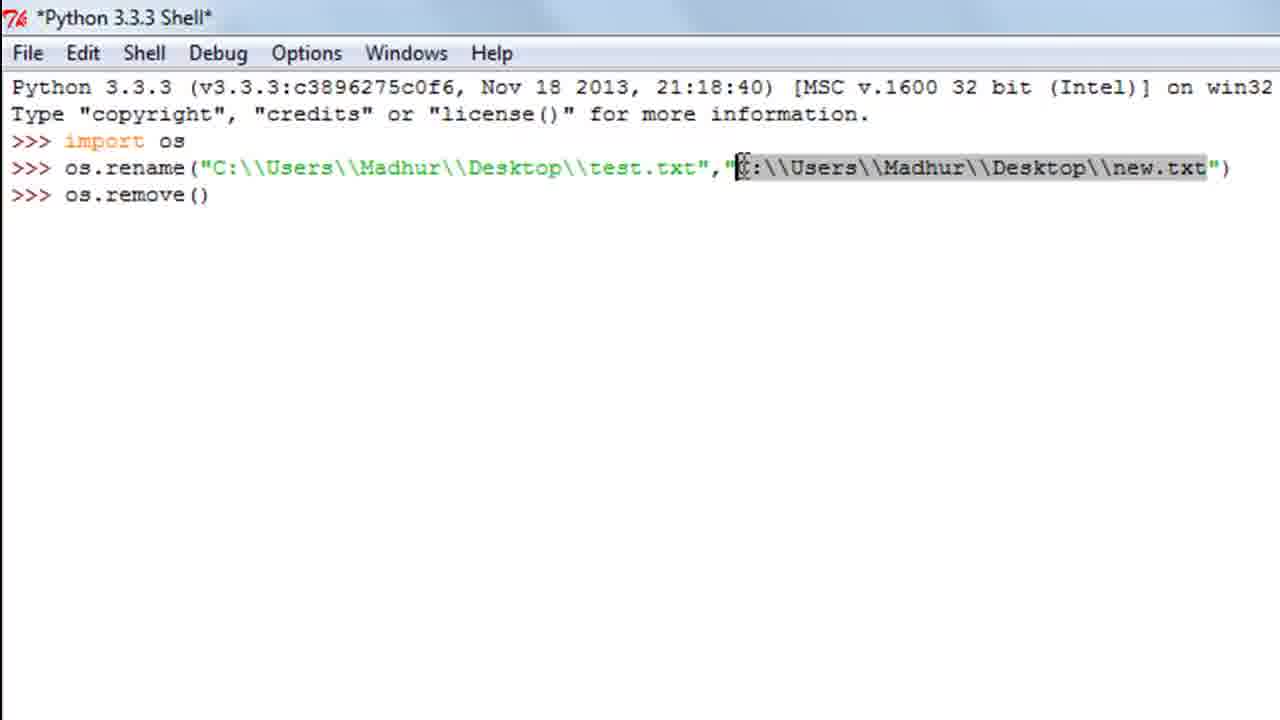 *Python 3.3.3 Shell*
File Edit Shell Debug Options Windows Help
Python 3.3.3 (v3.3.3:c3896275c0f6, Nov 18 2013, 21:18:40) [MSC v.1600 32 bit (Intel)] on win32
Type "copyright", "credits" or "license()" for more information.
>>> import os
>>> os.rename("C:\\Users\\Madhur\\Desktop\\test.txt","C:\\Users\\Madhur\\Desktop\\new.txt")
>>> os.remove()